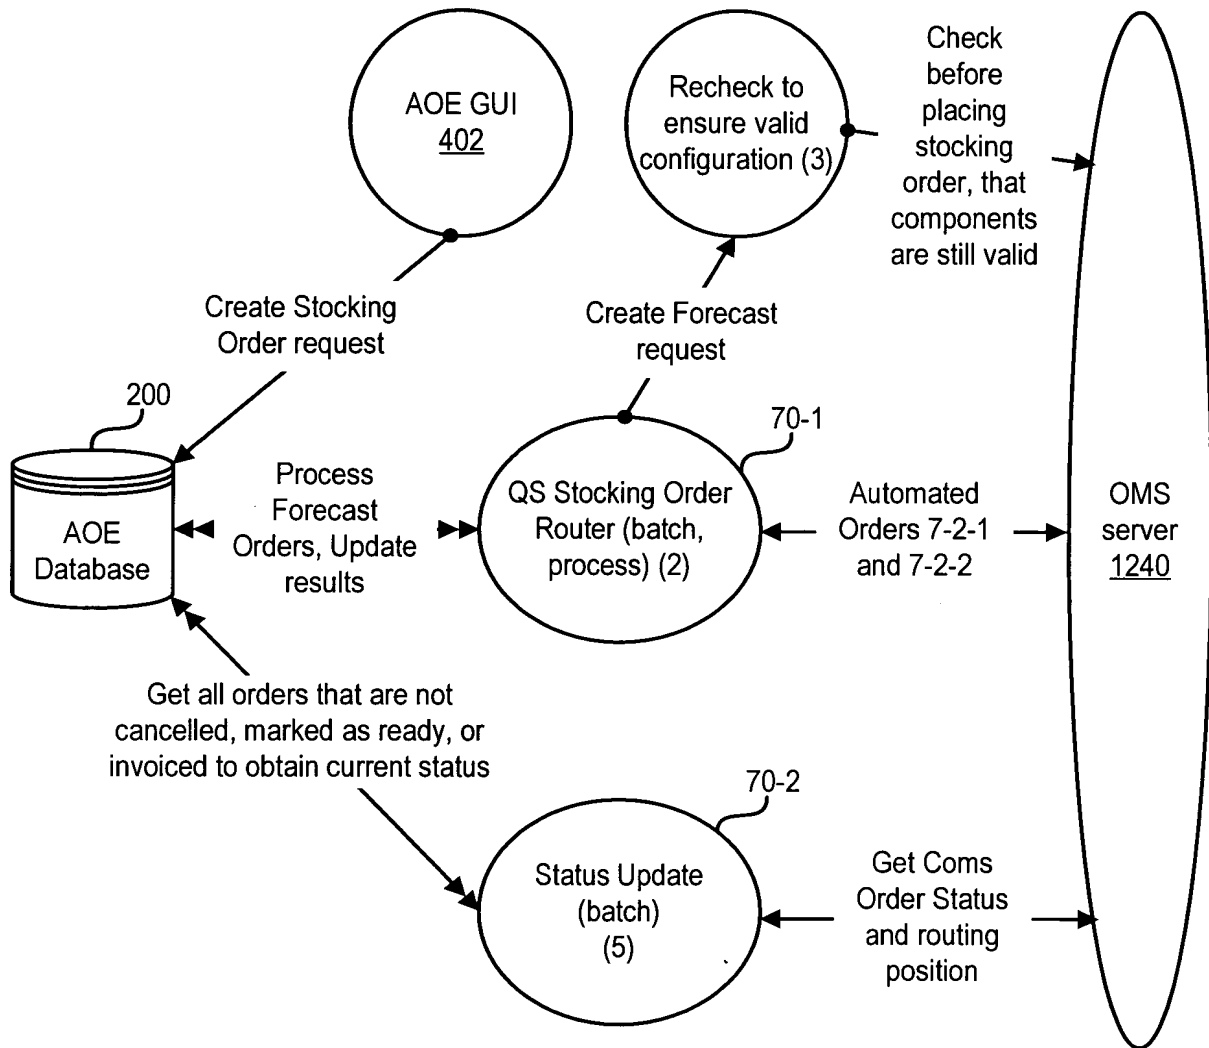 AOE GUI
402
Recheck to
ensure valid
configuration (3)
Check
before
placing
stocking
order, that
components
are still valid
Create Stocking
Order request
Create Forecast
request
200
AOE
Database
Process
Forecast
Orders, Update
results
70-1
QS Stocking Order
Router (batch,
process) (2)
Automated
Orders 7-2-1
and 7-2-2
OMS
server
1240
Get all orders that are not
cancelled, marked as ready, or
invoiced to obtain current status
70-2
Status Update
(batch)
(5)
Get Coms
Order Status
and routing
position